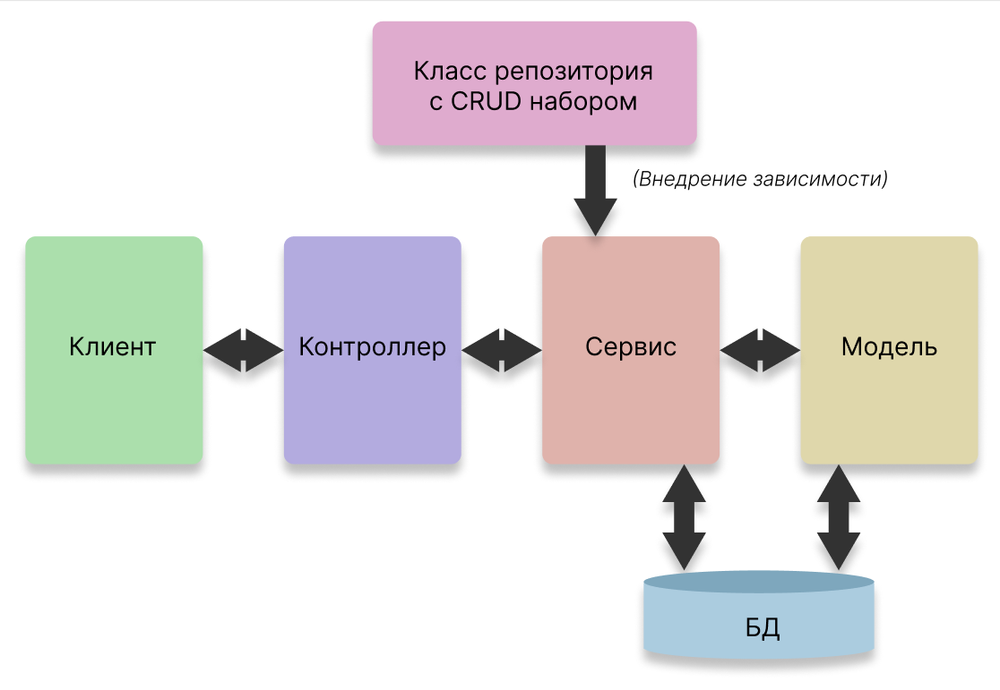 Класс репозитория
с CRUD набором
(Внедрение зависимости)
Клиент
Контроллер
Сервис
Модель
БД